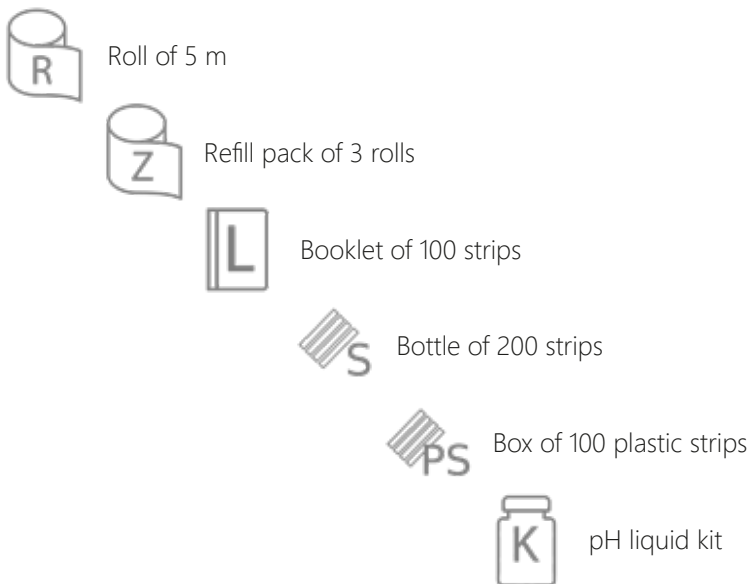 R Roll of 5 m
Z Refill pack of 3 rolls
L Booklet of 100 strips
S Bottle of 200 strips
PS Box of 100 plastic strips
K pH liquid kit